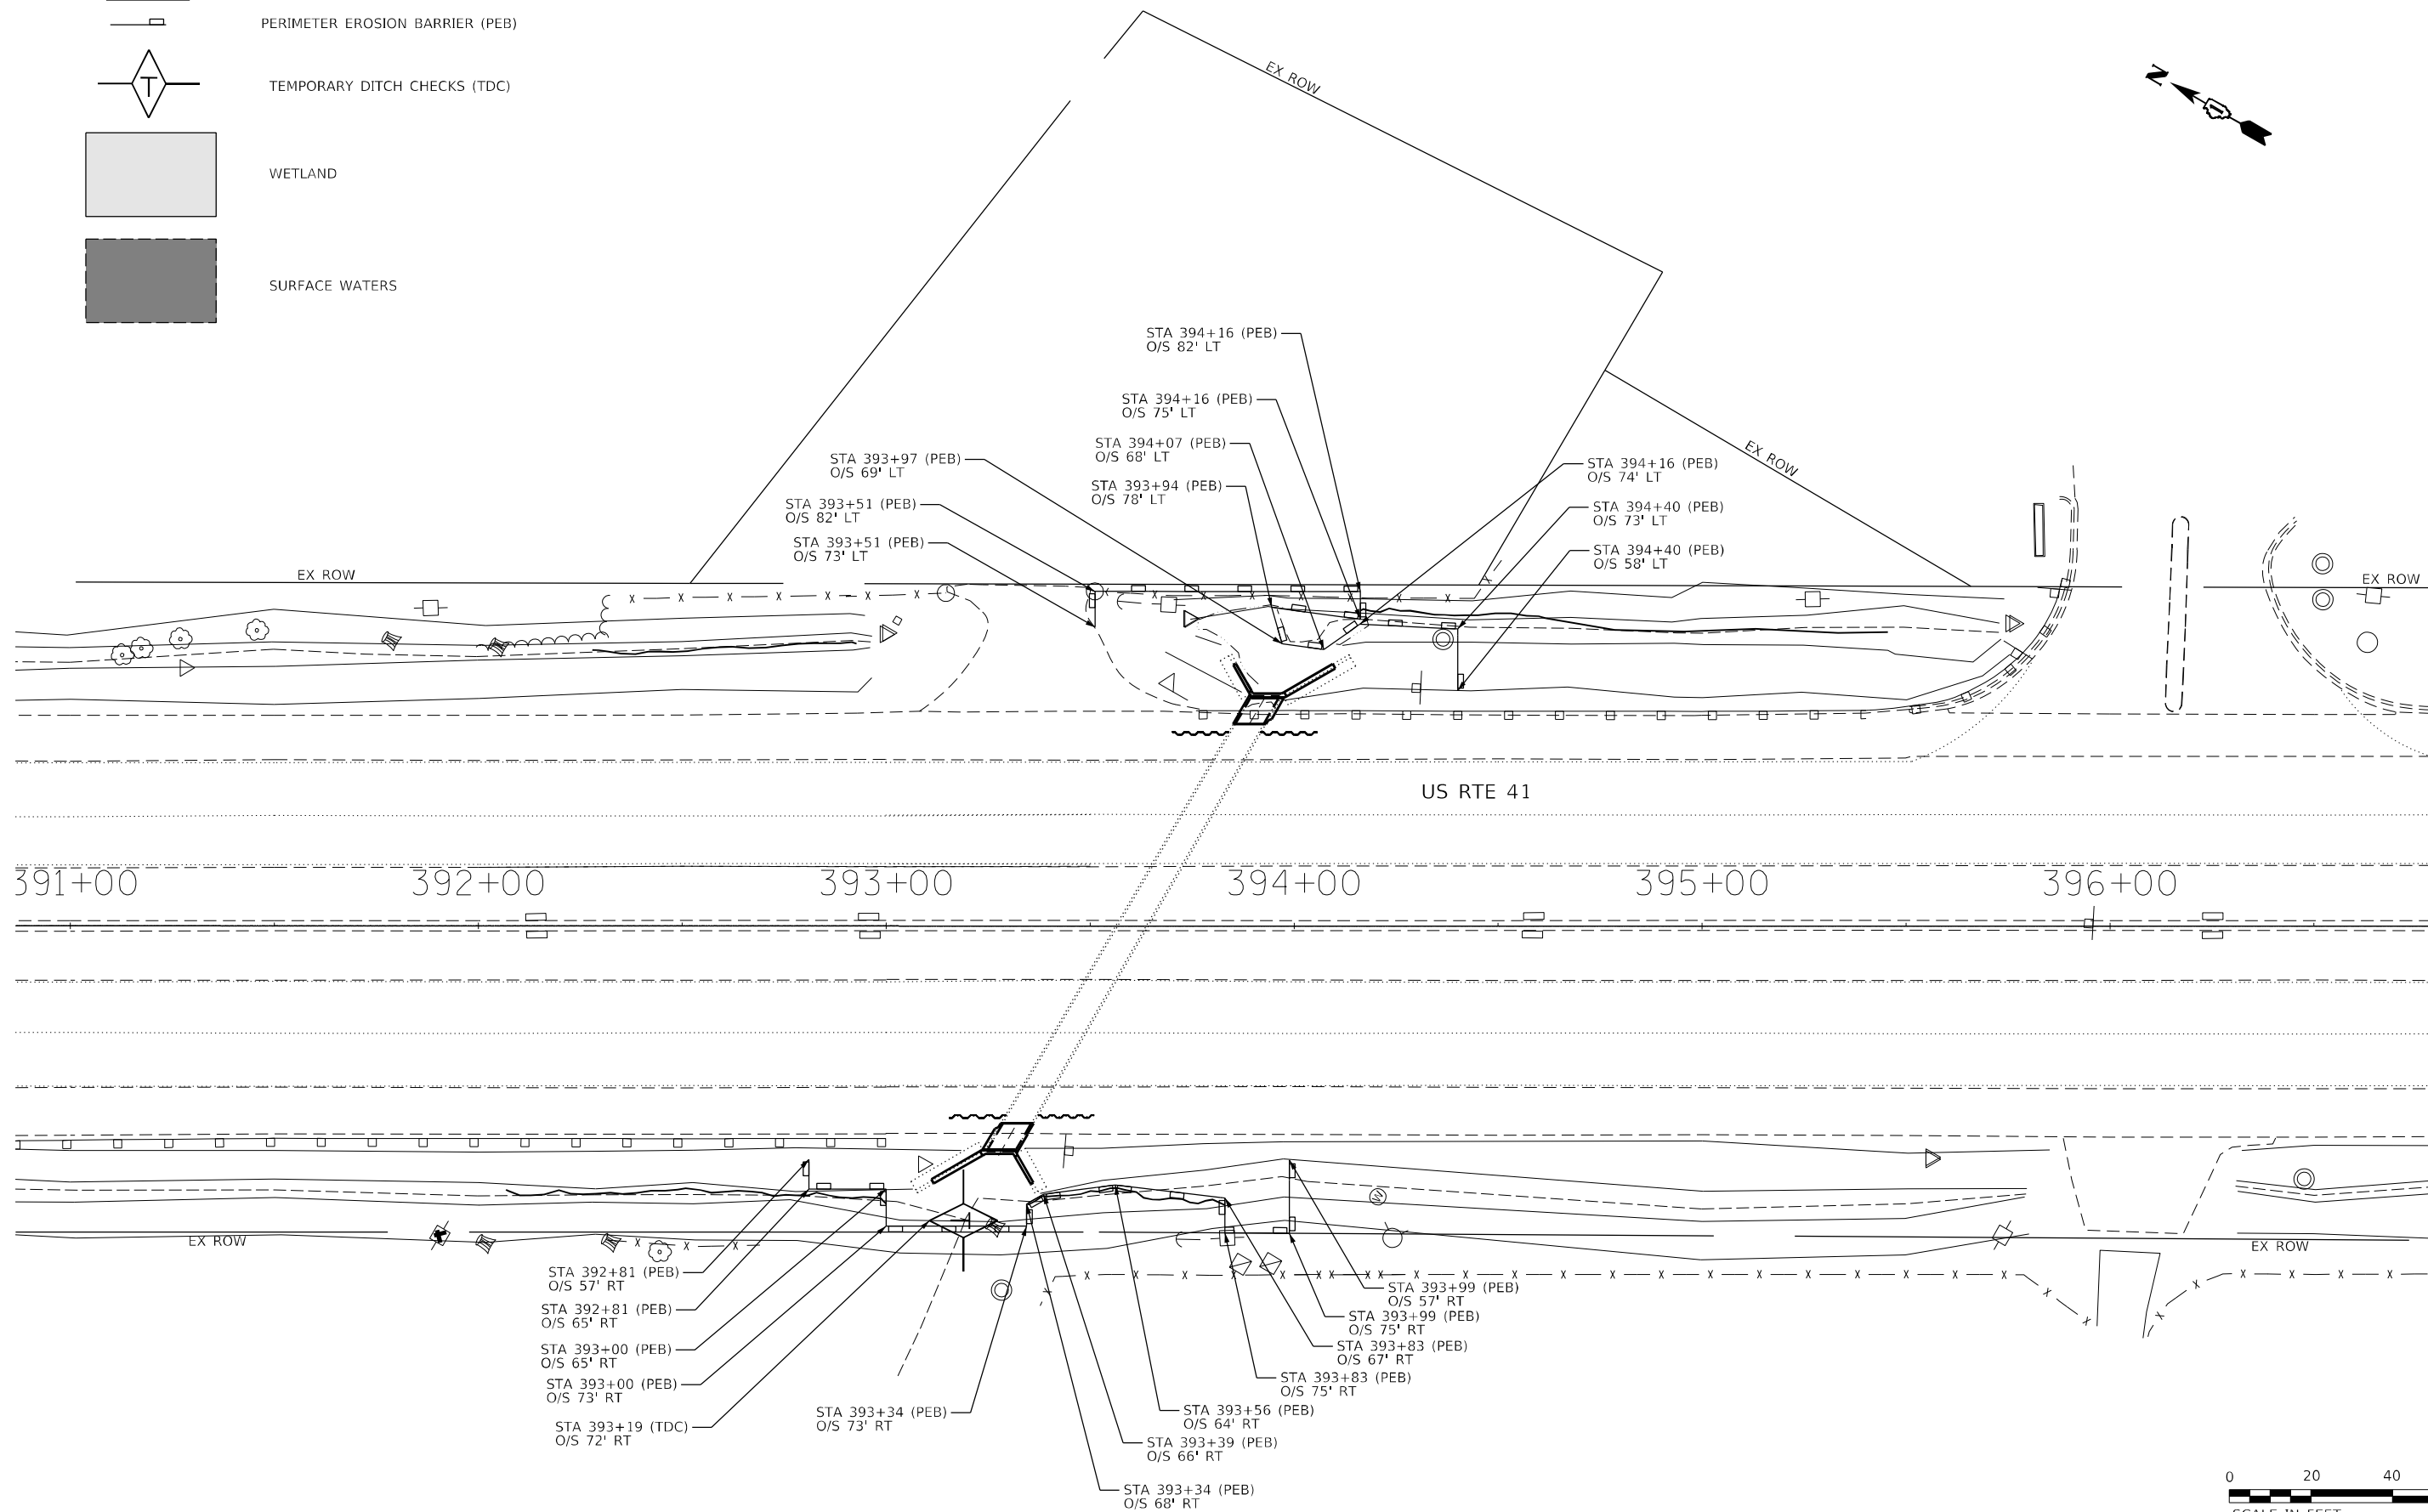 PERIMETER EROSION BARRIER (PEB)
T
TEMPORARY DITCH CHECKS (TDC)
WETLAND
SURFACE WATERS
EX ROW
N
STA 394+16 (PEB)
O/S 82' LT
STA 394+16 (PEB)
O/S 75' LT
STA 394+07 (PEB)
O/S 68' LT
STA 393+94 (PEB)
O/S 78' LT
STA 393+97 (PEB)
O/S 69' LT
STA 393+51 (PEB)
O/S 82' LT
STA 393+51 (PEB)
O/S 73' LT
STA 394+16 (PEB)
O/S 74' LT
STA 394+40 (PEB)
O/S 73' LT
STA 394+40 (PEB)
O/S 58' LT
EX ROW
EX ROW
EX ROW
US RTE 41
391+00 392+00 393+00 394+00 395+00 396+00
EX ROW
EX ROW
STA 392+81 (PEB)
O/S 57' RT
STA 392+81 (PEB)
O/S 65' RT
STA 393+00 (PEB)
O/S 65' RT
STA 393+00 (PEB)
O/S 73' RT
STA 393+19 (TDC)
O/S 72' RT
STA 393+34 (PEB)
O/S 73' RT
STA 393+99 (PEB)
O/S 57' RT
STA 393+99 (PEB)
O/S 75' RT
STA 393+83 (PEB)
O/S 67' RT
STA 393+83 (PEB)
O/S 75' RT
STA 393+56 (PEB)
O/S 64' RT
STA 393+39 (PEB)
O/S 66' RT
STA 393+34 (PEB)
O/S 68' RT
0 20 40
SCALE IN FEET